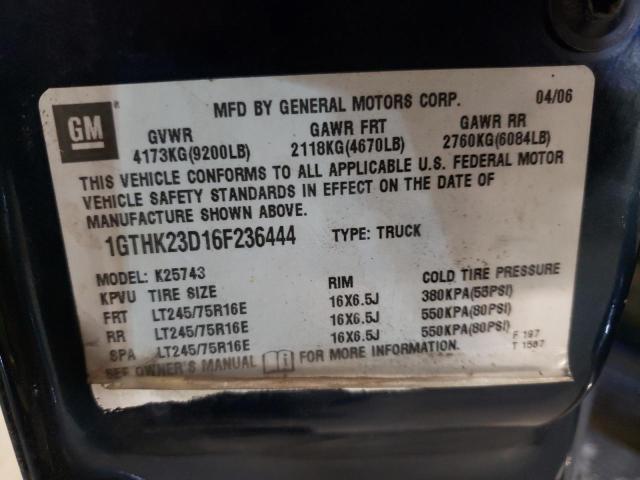 GM ®
MFD BY GENERAL MOTORS CORP. 04/06
GVWR GAWR FRT GAWR RR
4173KG(9200LB) 2118KG(4670LB) 2760KG(6084LB)
THIS VEHICLE CONFORMS TO ALL APPLICABLE U.S. FEDERAL MOTOR
VEHICLE SAFETY STANDARDS IN EFFECT ON THE DATE OF
MANUFACTURE SHOWN ABOVE.
1GTHK23D16F236444 TYPE: TRUCK
MODEL: K25743
KPVU TIRE SIZE RIM COLD TIRE PRESSURE
FRT LT245/75R16E 16X6.5J 380KPA(55PSI)
RR LT245/75R16E 16X6.5J 550KPA(80PSI)
SPA LT245/75R16E 16X6.5J 550KPA(80PSI)
SEE OWNER'S MANUAL FOR MORE INFORMATION.
F 197
T 1587